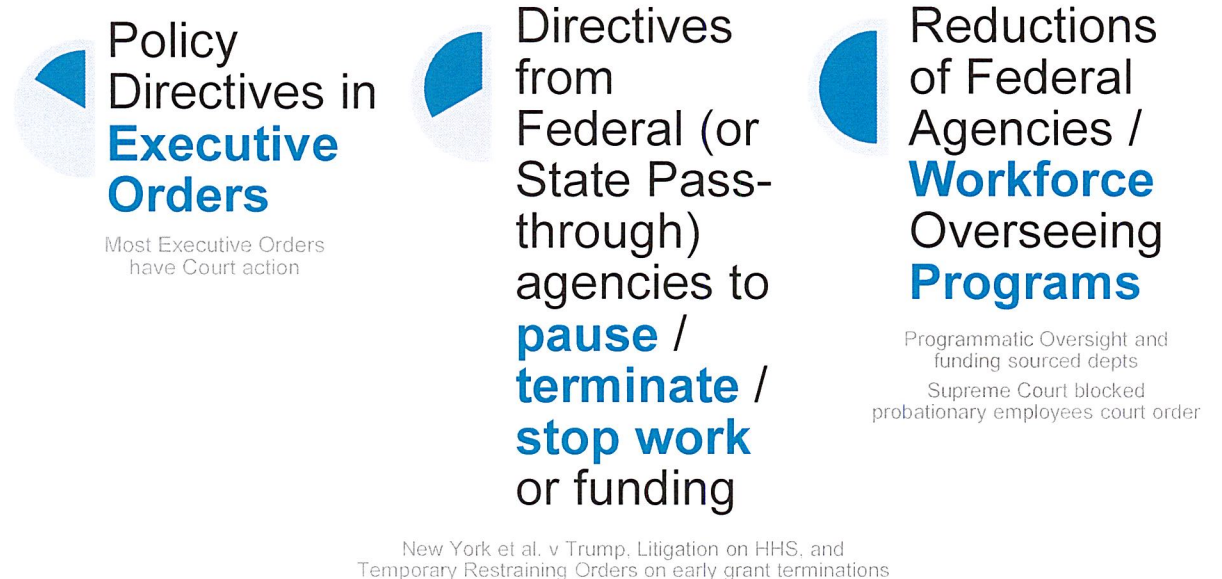 Policy
Directives in
Executive
Orders
Most Executive Orders
have Court action
Directives
from
Federal (or
State Pass-
through)
agencies to
pause /
terminate /
stop work
or funding
New York et al. v Trump, Litigation on HHS, and
Temporary Restraining Orders on early grant terminations
Reductions
of Federal
Agencies /
Workforce
Overseeing
Programs
Programmatic Oversight and
funding sourced depts
Supreme Court blocked
probationary employees court order